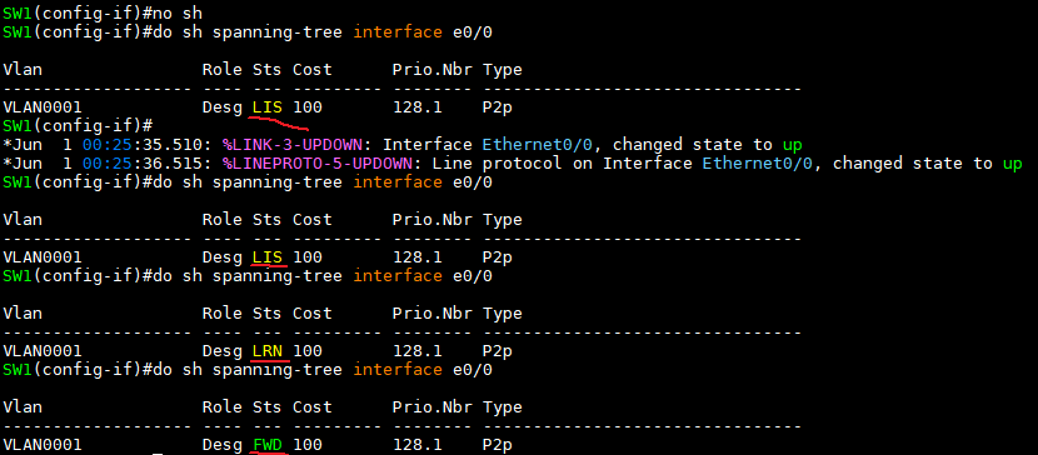 SW1(config-if)#no sh
SW1(config-if)#do sh spanning-tree interface e0/0
Vlan                Role Sts Cost      Prio.Nbr Type
------------------- ---- --- --------- -------- --------------------------------
VLAN0001            Desg LIS 100       128.1    P2p
SW1(config-if)#
*Jun  1 00:25:35.510: %LINK-3-UPDOWN: Interface Ethernet0/0, changed state to up
*Jun  1 00:25:36.515: %LINEPROTO-5-UPDOWN: Line protocol on Interface Ethernet0/0, changed state to up
SW1(config-if)#do sh spanning-tree interface e0/0
Vlan                Role Sts Cost      Prio.Nbr Type
------------------- ---- --- --------- -------- --------------------------------
VLAN0001            Desg LIS 100       128.1    P2p
SW1(config-if)#do sh spanning-tree interface e0/0
Vlan                Role Sts Cost      Prio.Nbr Type
------------------- ---- --- --------- -------- --------------------------------
VLAN0001            Desg LRN 100       128.1    P2p
SW1(config-if)#do sh spanning-tree interface e0/0
Vlan                Role Sts Cost      Prio.Nbr Type
------------------- ---- --- --------- -------- --------------------------------
VLAN0001            Desg FWD 100       128.1    P2p